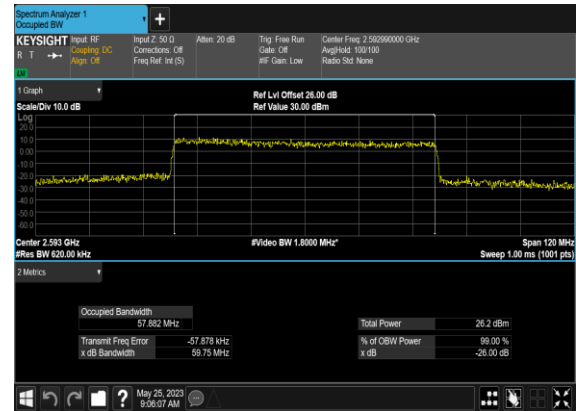 Spectrum Analyzer 1
Occupied BW
+
KEYSIGHT Input: RF Input Z: 50 Ω Atten: 20 dB Trig: Free Run Center Freq: 2.592990000 GHz
R T Coupling: DC Corrections: Off Gate: Off Avg|Hold: 100/100
Align: Off Freq Ref: Int (S) #IF Gain: Low Radio Std: None
1 Graph
Ref Lvl Offset 26.00 dB
Scale/Div 10.0 dB Ref Value 30.00 dBm
Log
20.0
10.0
0.00
-10.0
-20.0
-30.0
-40.0
-50.0
-60.0
Center 2.593 GHz #Video BW 1.8000 MHz* Span 120 MHz
#Res BW 620.00 kHz Sweep 1.00 ms (1001 pts)
2 Metrics
Occupied Bandwidth
57.882 MHz Total Power 26.2 dBm
Transmit Freq Error -57.878 kHz % of OBW Power 99.00 %
x dB Bandwidth 59.75 MHz x dB -26.00 dB
? May 25, 2023
9:06:07 AM